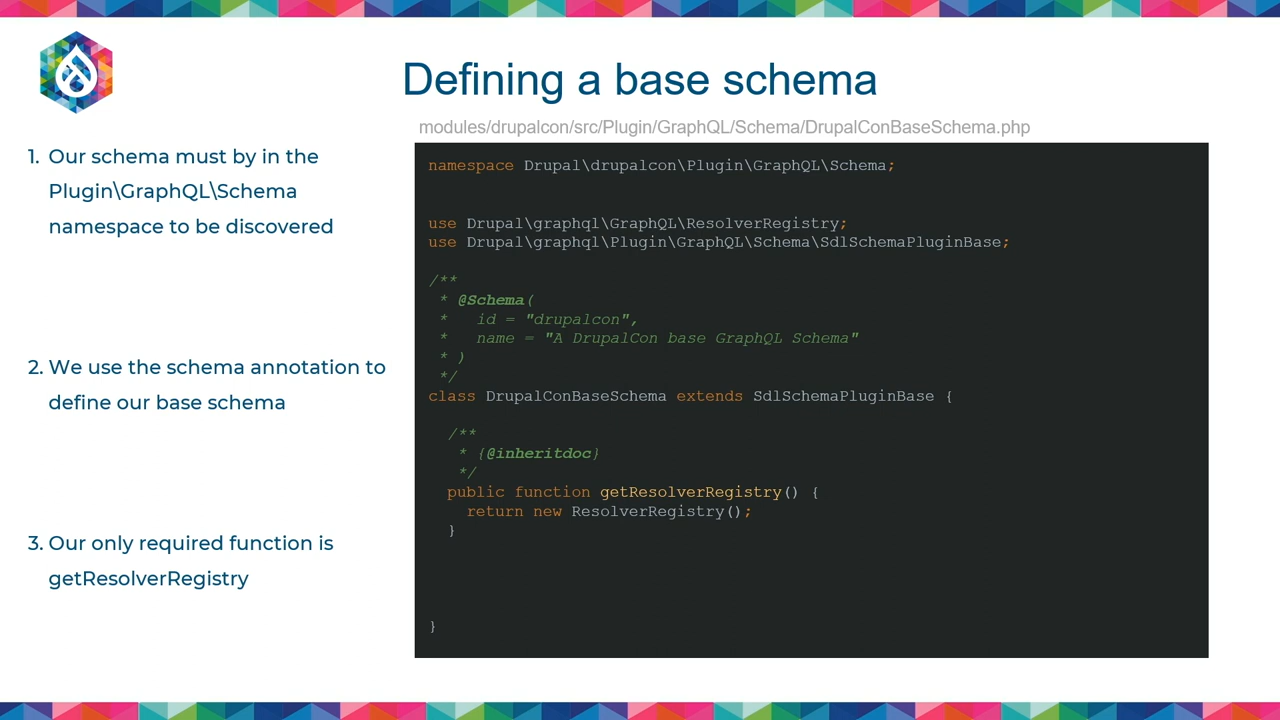 Defining a base schema
modules/drupalcon/src/Plugin/GraphQL/Schema/DrupalConBaseSchema.php
1. Our schema must by in the
Plugin\GraphQL\Schema
namespace to be discovered
2. We use the schema annotation to
define our base schema
3. Our only required function is
getResolverRegistry
namespace Drupal\drupalcon\Plugin\GraphQL\Schema;
use Drupal\graphql\GraphQL\ResolverRegistry;
use Drupal\graphql\Plugin\GraphQL\Schema\SdlSchemaPluginBase;
/**
 * @Schema(
 *   id = "drupalcon",
 *   name = "A DrupalCon base GraphQL Schema"
 * )
 */
class DrupalConBaseSchema extends SdlSchemaPluginBase {
  /**
   * {@inheritdoc}
   */
  public function getResolverRegistry() {
    return new ResolverRegistry();
  }
}